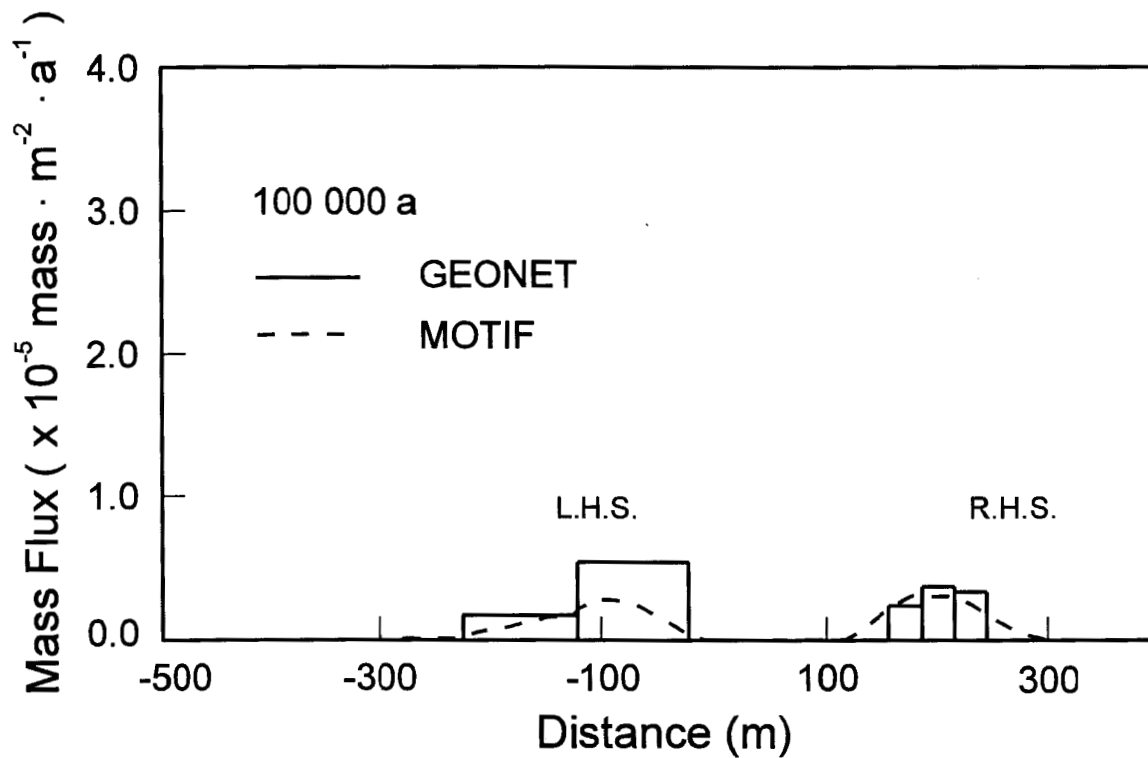 Mass Flux ( x 10⁻⁵ mass · m⁻² · a⁻¹ )
4.0
3.0
2.0
1.0
0.0
100 000 a
GEONET
MOTIF
L.H.S.
R.H.S.
-500
-300
-100
100
300
Distance (m)